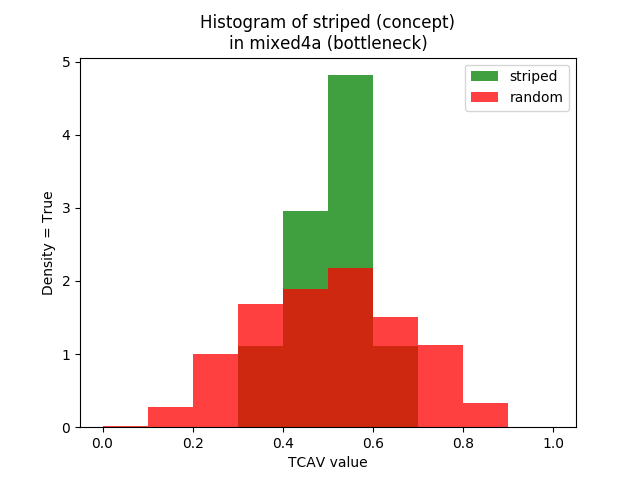 Histogram of striped (concept)
in mixed4a (bottleneck)
striped
random
Density = True
5
4
3
2
1
0
0.0 0.2 0.4 0.6 0.8 1.0
TCAV value